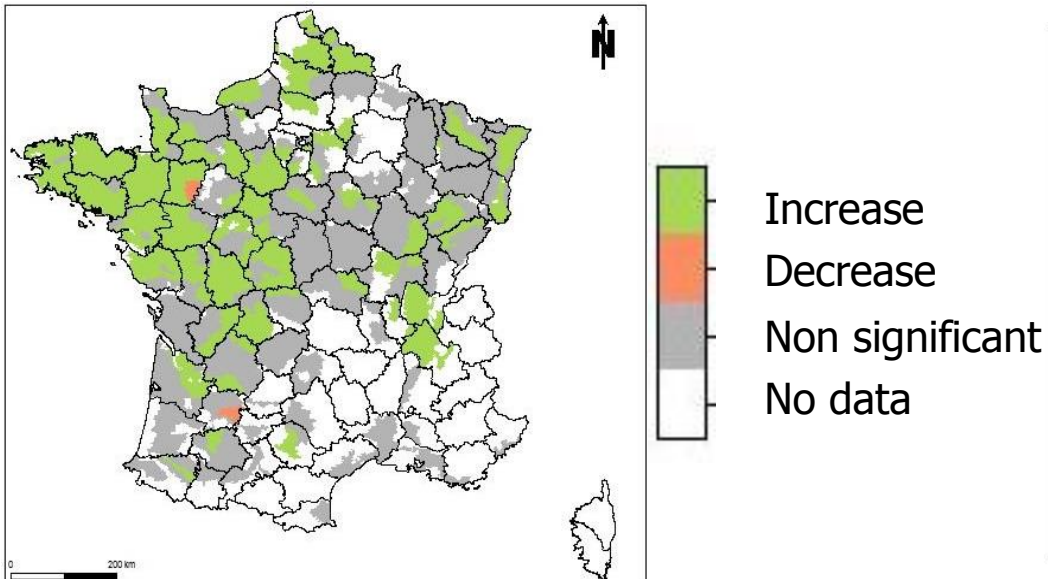 N
Increase
Decrease
Non significant
No data
0 200 km